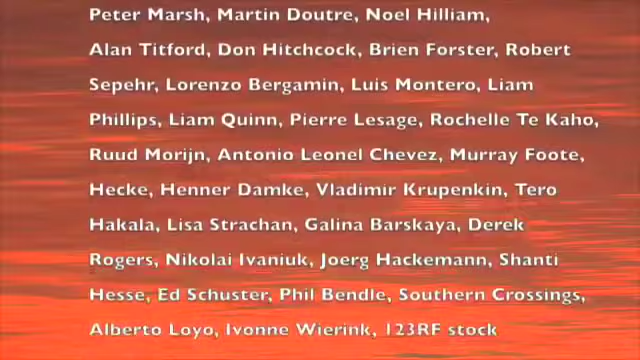 Peter Marsh, Martin Doutre, Noel Hilliam,
Alan Titford, Don Hitchcock, Brien Forster, Robert
Sepehr, Lorenzo Bergamin, Luis Montero, Liam
Phillips, Liam Quinn, Pierre Lesage, Rochelle Te Kaho,
Ruud Morijn, Antonio Leonel Chevez, Murray Foote,
Hecke, Henner Damke, Vladimir Krupenkin, Tero
Hakala, Lisa Strachan, Galina Barskaya, Derek
Rogers, Nikolai Ivaniuk, Joerg Hackemann, Shanti
Hesse, Ed Schuster, Phil Bendle, Southern Crossings,
Alberto Loyo, Ivonne Wierink, 123RF stock